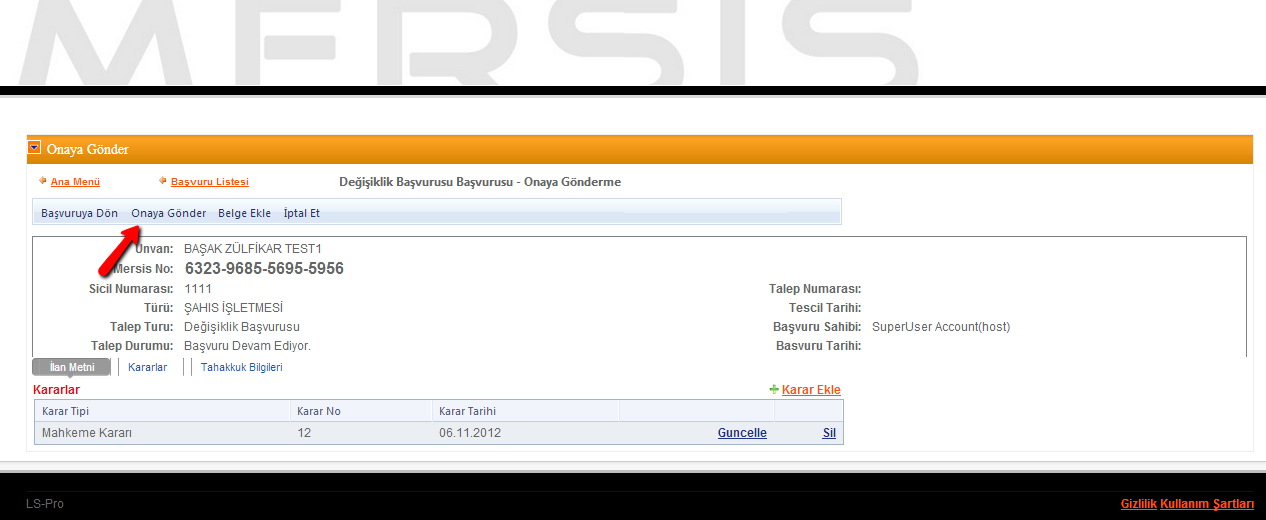 MERSIS
Onaya Gönder
Ana Menü Başvuru Listesi Değişiklik Başvurusu Başvurusu - Onaya Gönderme
Başvuruya Dön Onaya Gönder Belge Ekle İptal Et
Unvan: BAŞAK ZÜLFİKAR TEST1
Mersis No: 6323-9685-5695-5956
Sicil Numarası: 1111 Talep Numarası:
Türü: ŞAHIS İŞLETMESİ Tescil Tarihi:
Talep Turu: Değişiklik Başvurusu Başvuru Sahibi: SuperUser Account(host)
Talep Durumu: Başvuru Devam Ediyor. Basvuru Tarihi:
İlan Metni Kararlar Tahakkuk Bilgileri
Kararlar Karar Ekle
Karar Tipi Karar No Karar Tarihi
Mahkeme Kararı 12 06.11.2012 Guncelle Sil
LS-Pro Gizlilik Kullanım Şartları